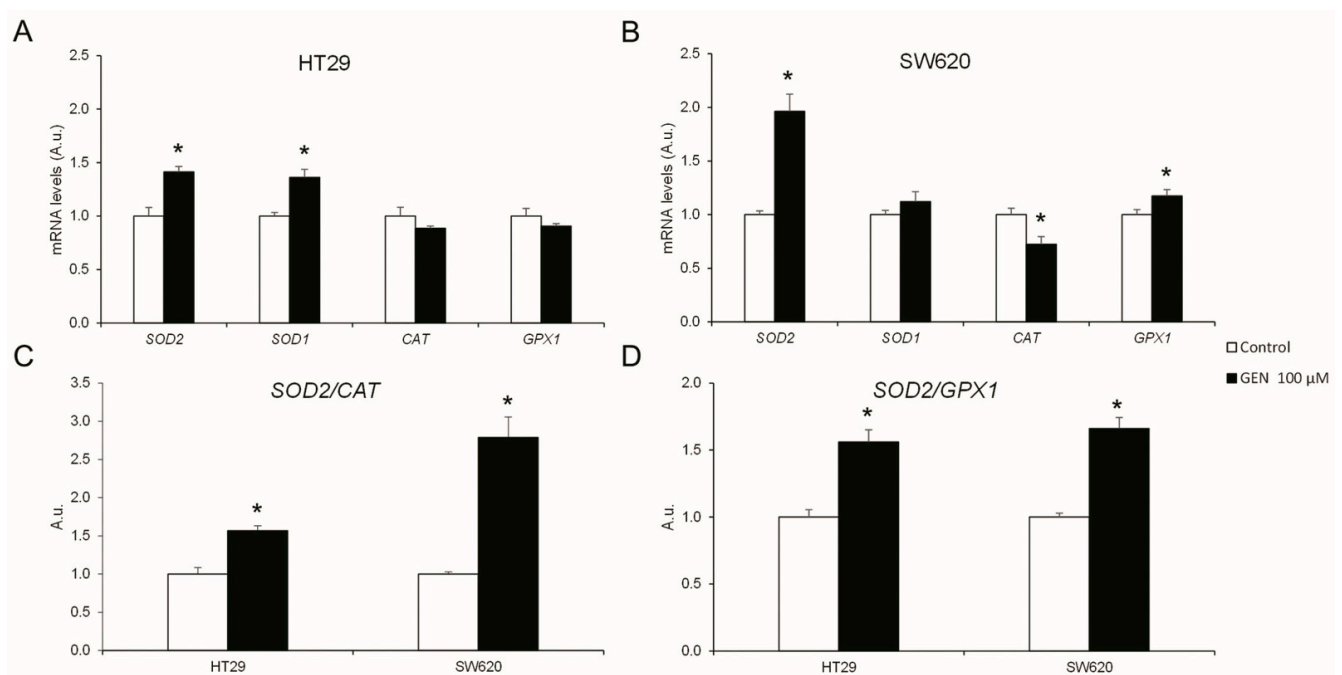 A
HT29
mRNA levels (A.u.)
2.5
2.0
1.5
1.0
0.5
0.0
*
*
SOD2 SOD1 CAT GPX1
B
SW620
mRNA levels (A.u.)
2.5
2.0
1.5
1.0
0.5
0.0
*
*
*
SOD2 SOD1 CAT GPX1
Control
GEN 100 µM
C
SOD2/CAT
A.u.
3.5
3.0
2.5
2.0
1.5
1.0
0.5
0.0
*
*
HT29 SW620
D
SOD2/GPX1
A.u.
2.0
1.5
1.0
0.5
0.0
*
*
HT29 SW620